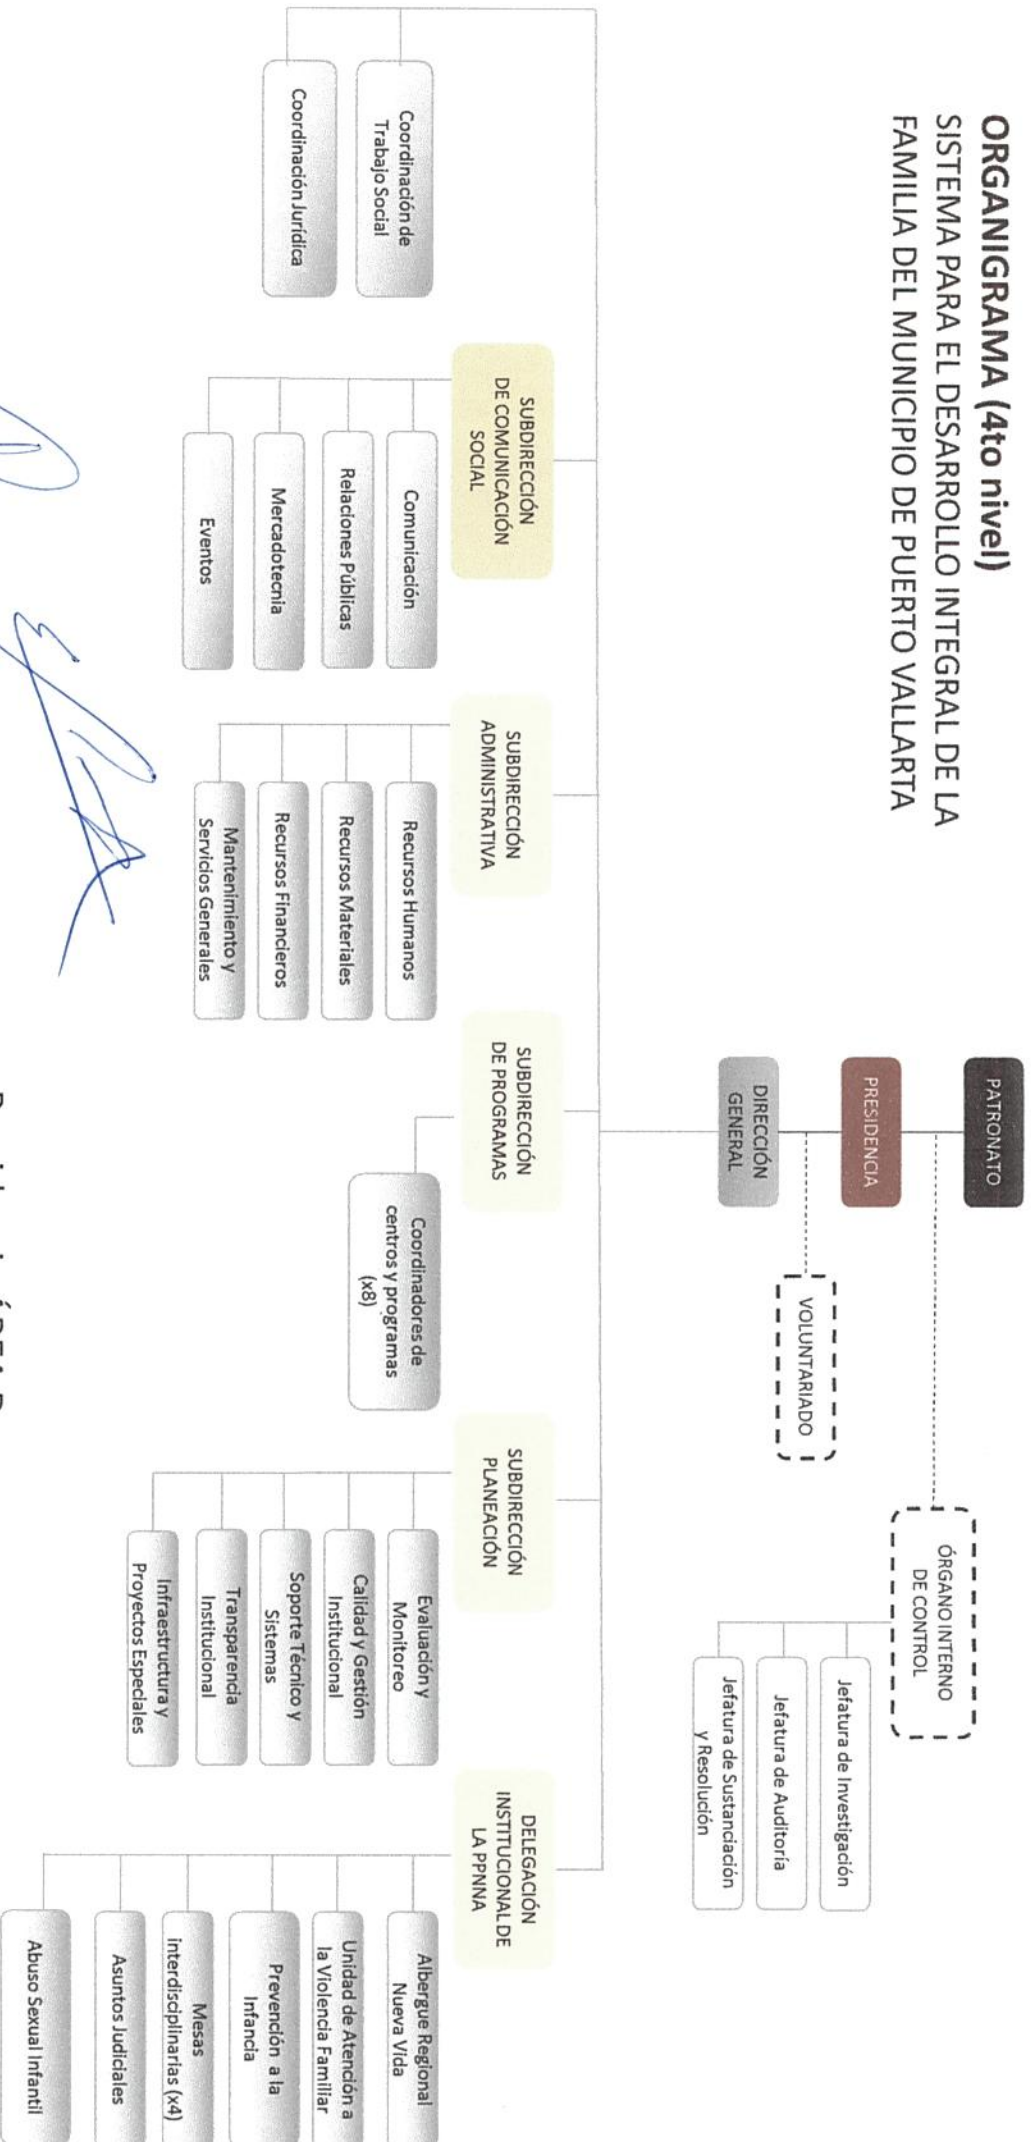 ORGANIGRAMA (4to nivel)
SISTEMA PARA EL DESARROLLO INTEGRAL DE LA
FAMILIA DEL MUNICIPIO DE PUERTO VALLARTA
PATRONATO
PRESIDENCIA
DIRECCIÓN
GENERAL
VOLUNTARIADO
ÓRGANO INTERNO
DE CONTROL
Jefatura de Investigación
Jefatura de Auditoría
Jefatura de Sustanciación
y Resolución
Coordinación de
Trabajo Social
Coordinación Jurídica
SUBDIRECCIÓN
DE COMUNICACIÓN
SOCIAL
Comunicación
Relaciones Públicas
Mercadotecnia
Eventos
SUBDIRECCIÓN
ADMINISTRATIVA
Recursos Humanos
Recursos Materiales
Recursos Financieros
Mantenimiento y
Servicios Generales
SUBDIRECCIÓN
DE PROGRAMAS
Coordinadores de
centros y programas
(x8)
SUBDIRECCIÓN
PLANEACIÓN
Evaluación y
Monitoreo
Calidad y Gestión
Institucional
Soporte Técnico y
Sistemas
Transparencia
Institucional
Infraestructura y
Proyectos Especiales
DELEGACIÓN
INSTITUCIONAL DE
LA PPNNA
Albergue Regional
Nueva Vida
Unidad de Atención a
la Violencia Familiar
Prevención a la
Infancia
Mesas
interdisciplinarias (x4)
Asuntos Judiciales
Abuso Sexual Infantil